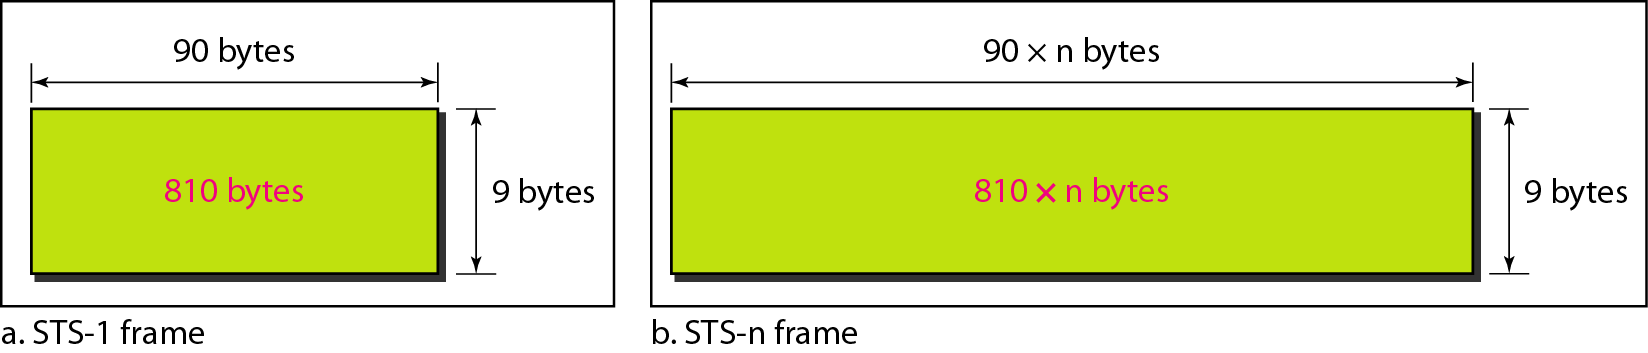 90 bytes
810 bytes
9 bytes
a. STS-1 frame
90 × n bytes
810 × n bytes
9 bytes
b. STS-n frame